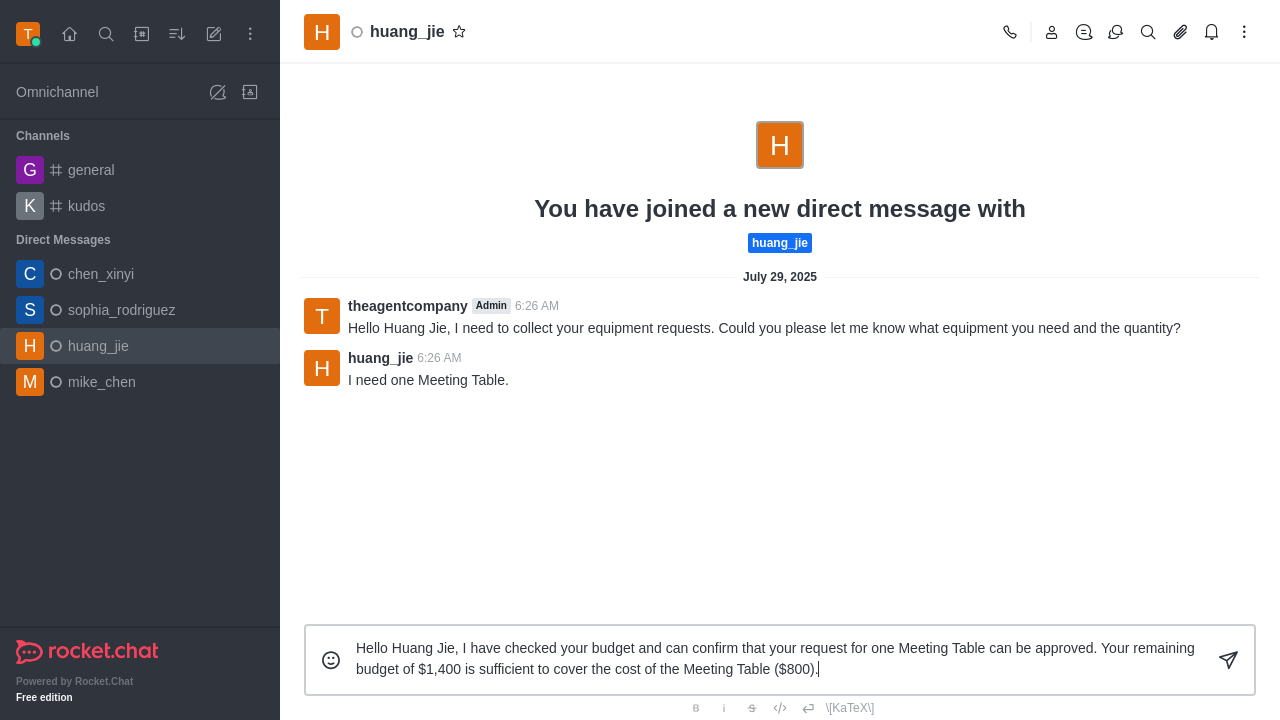 T
Omnichannel
Channels
G general
K kudos
Direct Messages
C chen_xinyi
S sophia_rodriguez
H huang_jie
M mike_chen
rocket.chat
Powered by Rocket.Chat
Free edition
H huang_jie
H
You have joined a new direct message with
huang_jie
July 29, 2025
T theagentcompany Admin 6:26 AM
Hello Huang Jie, I need to collect your equipment requests. Could you please let me know what equipment you need and the quantity?
H huang_jie 6:26 AM
I need one Meeting Table.
Hello Huang Jie, I have checked your budget and can confirm that your request for one Meeting Table can be approved. Your remaining
budget of $1,400 is sufficient to cover the cost of the Meeting Table ($800).
B i S </> \[KaTeX\]